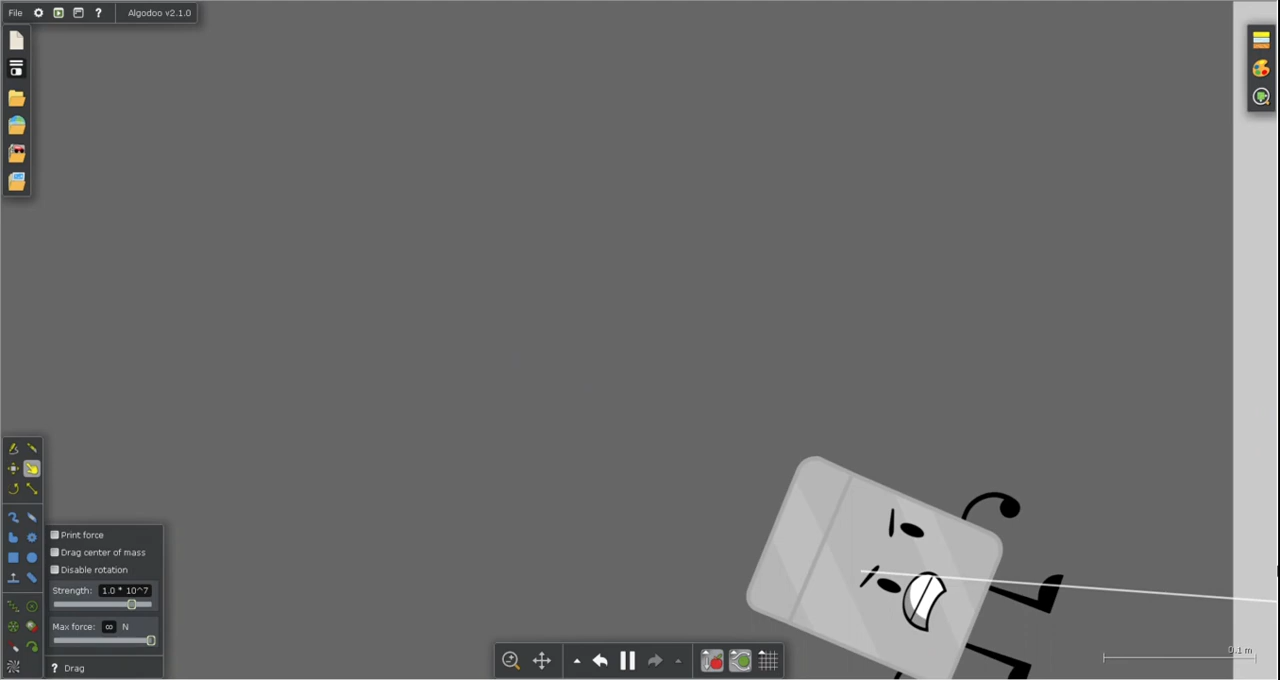 File ? Algodoo v2.1.0
Print force
Drag center of mass
Disable rotation
Strength: 1.0 * 10^7
Max force: ∞ N
? Drag
0.1 m